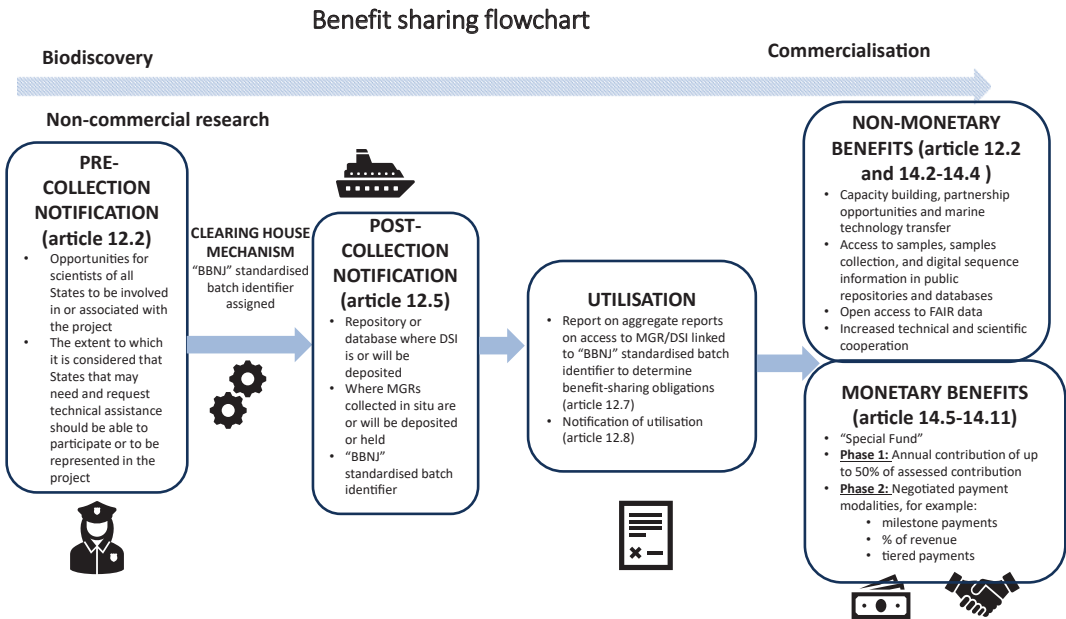 Benefit sharing flowchart
Biodiscovery
Commercialisation
Non-commercial research
PRE-
COLLECTION
NOTIFICATION
(article 12.2)
• Opportunities for
scientists of all
States to be involved
in or associated with
the project
• The extent to which
it is considered that
States that may
need and request
technical assistance
should be able to
participate or to be
represented in the
project
CLEARING HOUSE
MECHANISM
“BBNJ” standardised
batch identifier
assigned
POST-
COLLECTION
NOTIFICATION
(article 12.5)
• Repository or
database where DSI
is or will be
deposited
• Where MGRs
collected in situ are
or will be deposited
or held
• “BBNJ”
standardised batch
identifier
UTILISATION
• Report on aggregate reports
on access to MGR/DSI linked
to “BBNJ” standardised batch
identifier to determine
benefit-sharing obligations
(article 12.7)
• Notification of utilisation
(article 12.8)
NON-MONETARY
BENEFITS (article 12.2
and 14.2-14.4 )
• Capacity building, partnership
opportunities and marine
technology transfer
• Access to samples, samples
collection, and digital sequence
information in public
repositories and databases
• Open access to FAIR data
• Increased technical and scientific
cooperation
MONETARY BENEFITS
(article 14.5-14.11)
• “Special Fund”
• Phase 1: Annual contribution of up
to 50% of assessed contribution
• Phase 2: Negotiated payment
modalities, for example:
• milestone payments
• % of revenue
• tiered payments